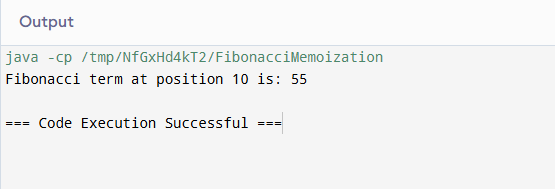 Output
java -cp /tmp/NfGxHd4kT2/FibonacciMemoization
Fibonacci term at position 10 is: 55
=== Code Execution Successful ===